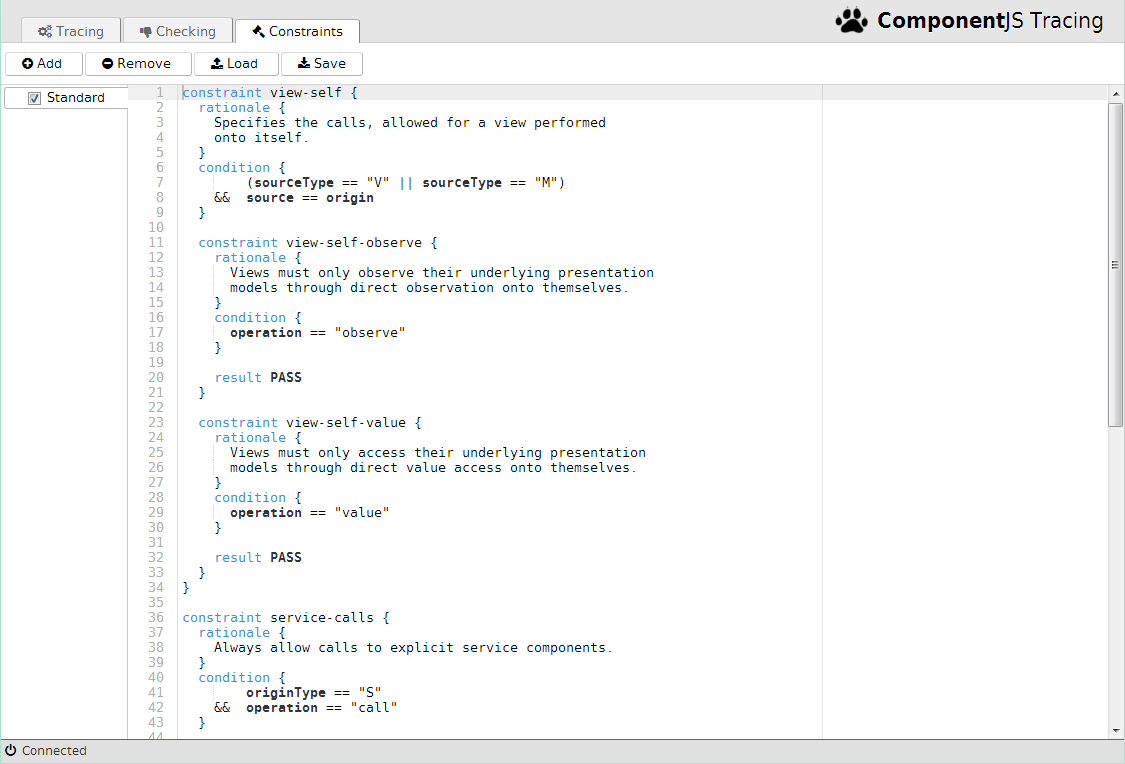 Tracing Checking Constraints ComponentJS Tracing
Add Remove Load Save
Standard
1 constraint view-self {
2 rationale {
3 Specifies the calls, allowed for a view performed
4 onto itself.
5 }
6 condition {
7 (sourceType == "V" || sourceType == "M")
8 && source == origin
9 }
10
11 constraint view-self-observe {
12 rationale {
13 Views must only observe their underlying presentation
14 models through direct observation onto themselves.
15 }
16 condition {
17 operation == "observe"
18 }
19
20 result PASS
21 }
22
23 constraint view-self-value {
24 rationale {
25 Views must only access their underlying presentation
26 models through direct value access onto themselves.
27 }
28 condition {
29 operation == "value"
30 }
31
32 result PASS
33 }
34 }
35
36 constraint service-calls {
37 rationale {
38 Always allow calls to explicit service components.
39 }
40 condition {
41 originType == "S"
42 && operation == "call"
43 }
44
Connected